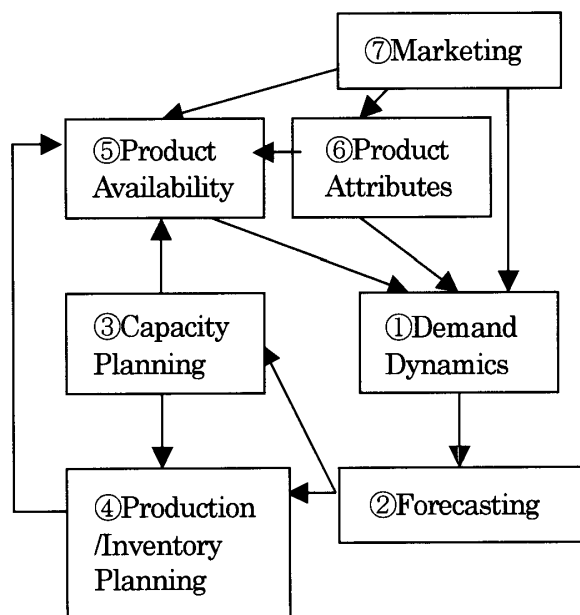 ⑦Marketing
⑤Product
Availability
⑥Product
Attributes
③Capacity
Planning
①Demand
Dynamics
④Production
/Inventory
Planning
②Forecasting